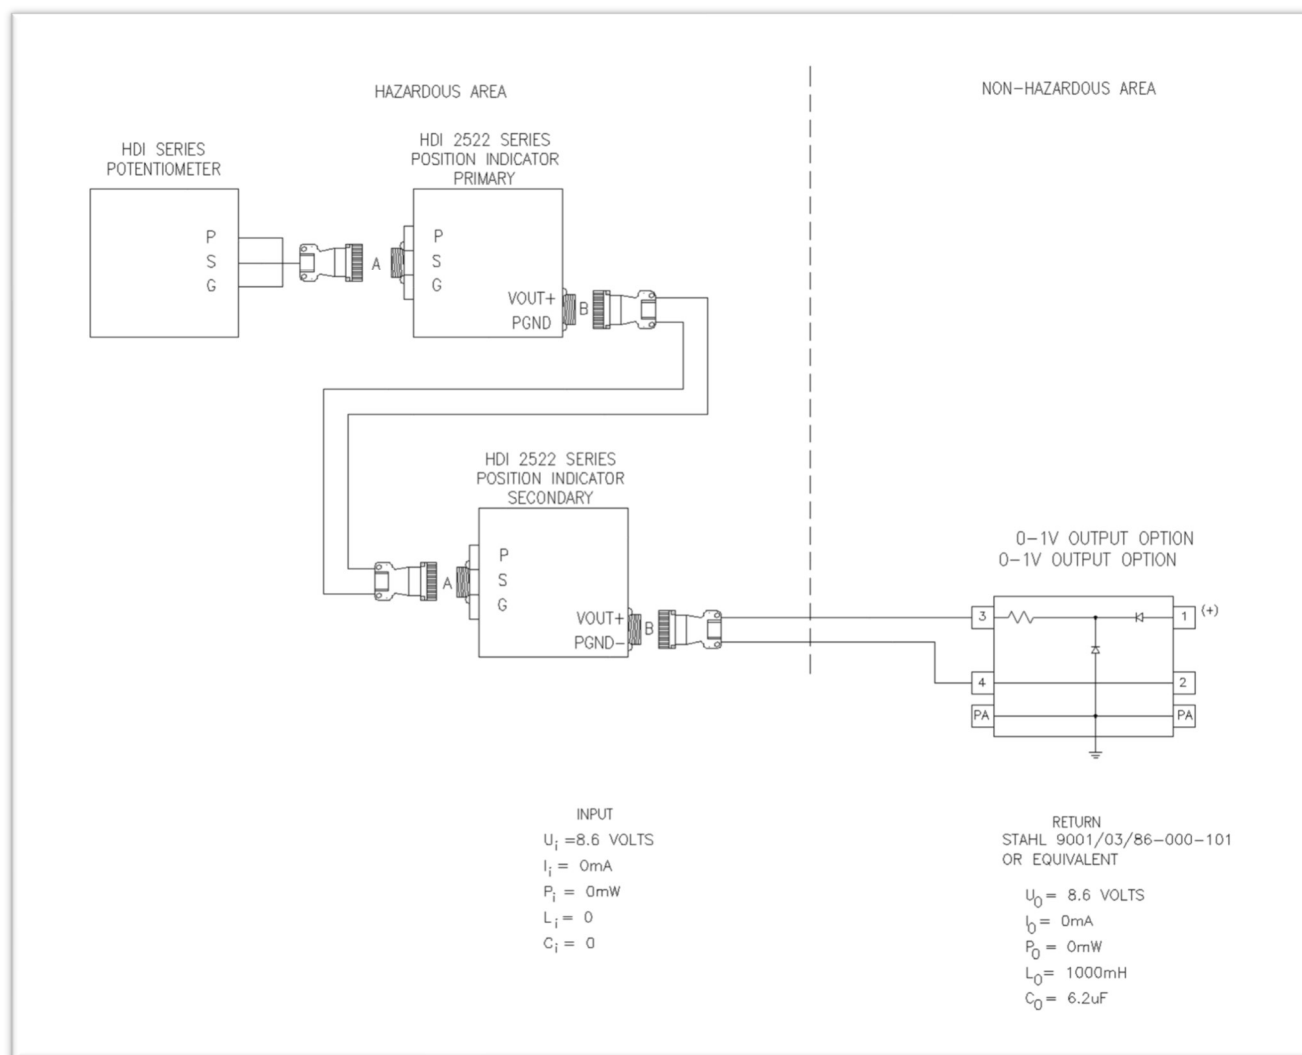 HAZARDOUS AREA
NON-HAZARDOUS AREA
HDI SERIES
POTENTIOMETER
P
S
G
A
HDI 2522 SERIES
POSITION INDICATOR
PRIMARY
P
S
G
VOUT+
PGND
B
HDI 2522 SERIES
POSITION INDICATOR
SECONDARY
A
P
S
G
VOUT+
PGND-
B
0-1V OUTPUT OPTION
0-1V OUTPUT OPTION
3
1
(+)
4
2
PA
PA
INPUT
Ui =8.6 VOLTS
Ii = 0mA
Pi = 0mW
Li = 0
Ci = 0
RETURN
STAHL 9001/03/86-000-101
OR EQUIVALENT
U0 = 8.6 VOLTS
I0 = 0mA
P0 = 0mW
L0 = 1000mH
C0 = 6.2uF